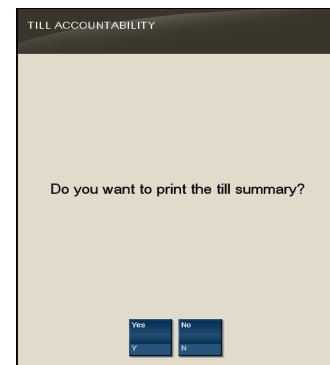 TILL ACCOUNTABILITY
Do you want to print the till summary?
Yes No
Y N